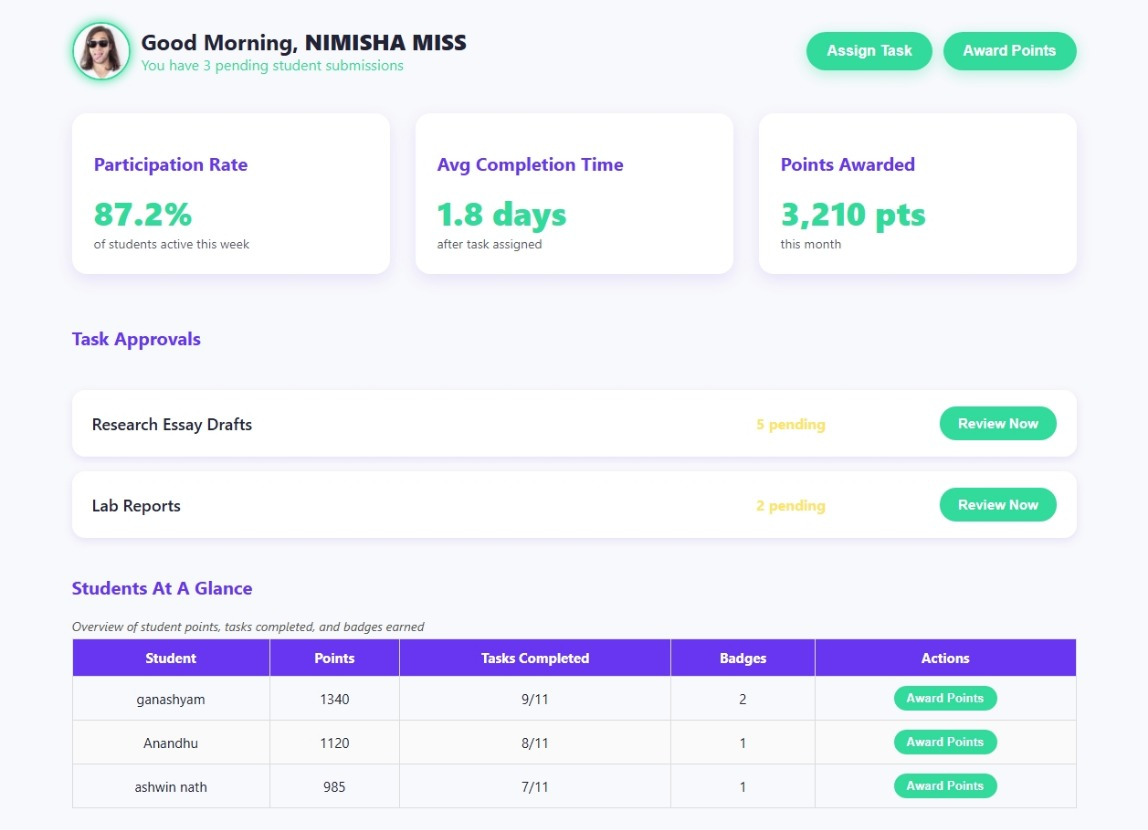 Good Morning, NIMISHA MISS
You have 3 pending student submissions
Assign Task
Award Points
Participation Rate
87.2%
of students active this week
Avg Completion Time
1.8 days
after task assigned
Points Awarded
3,210 pts
this month
Task Approvals
Research Essay Drafts 5 pending Review Now
Lab Reports 2 pending Review Now
Students At A Glance
Overview of student points, tasks completed, and badges earned
Student Points Tasks Completed Badges Actions
ganashyam 1340 9/11 2 Award Points
Anandhu 1120 8/11 1 Award Points
ashwin nath 985 7/11 1 Award Points